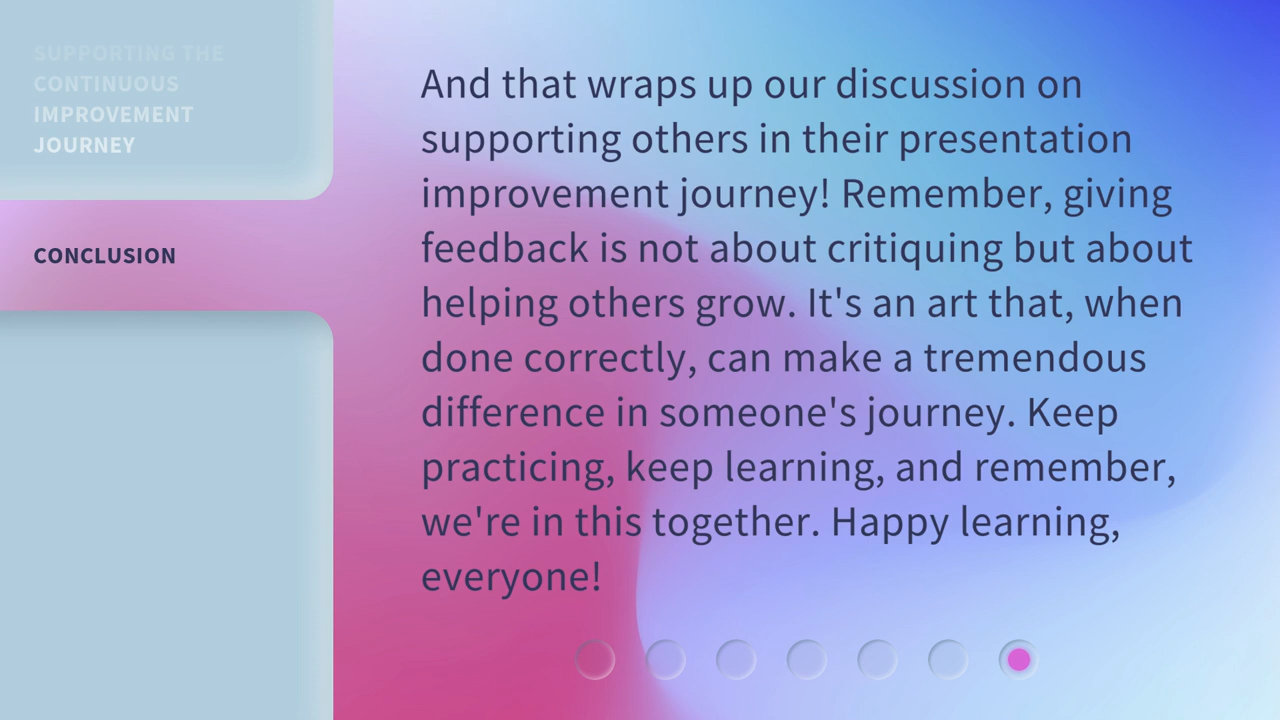 SUPPORTING THE
CONTINUOUS
IMPROVEMENT
JOURNEY
CONCLUSION
And that wraps up our discussion on
supporting others in their presentation
improvement journey! Remember, giving
feedback is not about critiquing but about
helping others grow. It's an art that, when
done correctly, can make a tremendous
difference in someone's journey. Keep
practicing, keep learning, and remember,
we're in this together. Happy learning,
everyone!